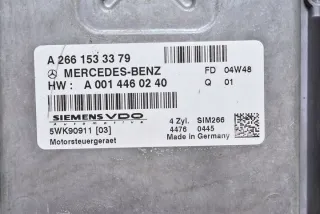 A 266 153 33 79
MERCEDES-BENZ FD 04W48
HW : A 001 446 02 40 Q 01
SIEMENS VDO 4 Zyl. SIM266
5WK90911 [03] 4476 0445
Motorsteuergeraet Made in Germany